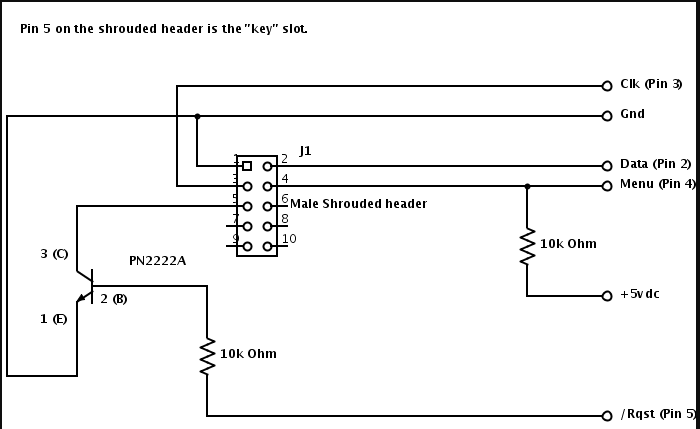 Pin 5 on the shrouded header is the "key" slot.
Clk (Pin 3)
Gnd
J1
1 2
Data (Pin 2)
3 4
Menu (Pin 4)
5 6
Male Shrouded header
7 8
9 10
10k Ohm
3 (C)
PN2222A
2 (B)
+5vdc
1 (E)
10k Ohm
/Rqst (Pin 5)